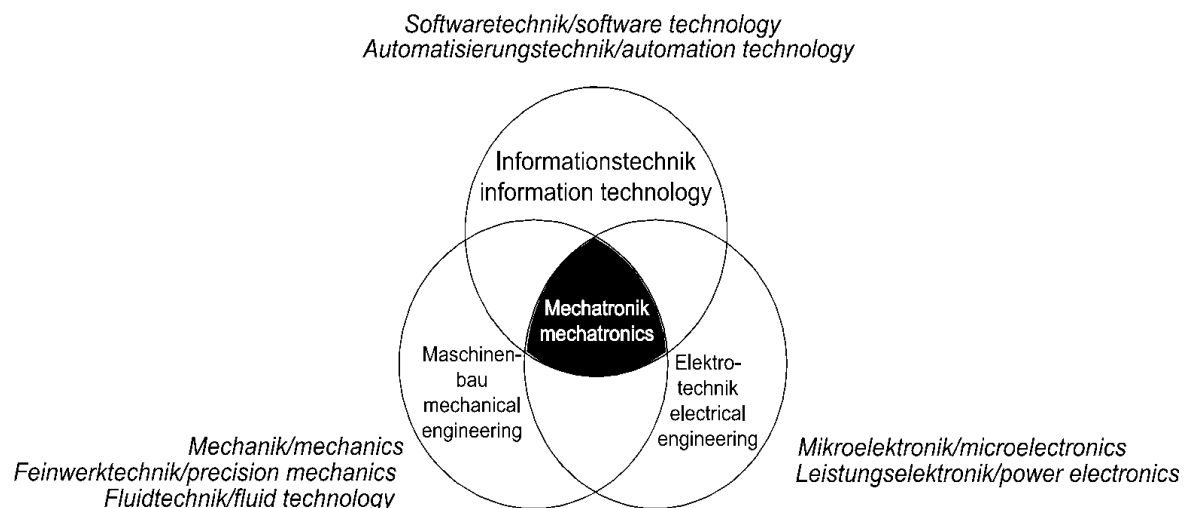 Softwaretechnik/software technology
Automatisierungstechnik/automation technology
Informationstechnik
information technology
Mechatronik
mechatronics
Maschinen-
bau
mechanical
engineering
Elektro-
technik
electrical
engineering
Mechanik/mechanics
Feinwerktechnik/precision mechanics
Fluidtechnik/fluid technology
Mikroelektronik/microelectronics
Leistungselektronik/power electronics